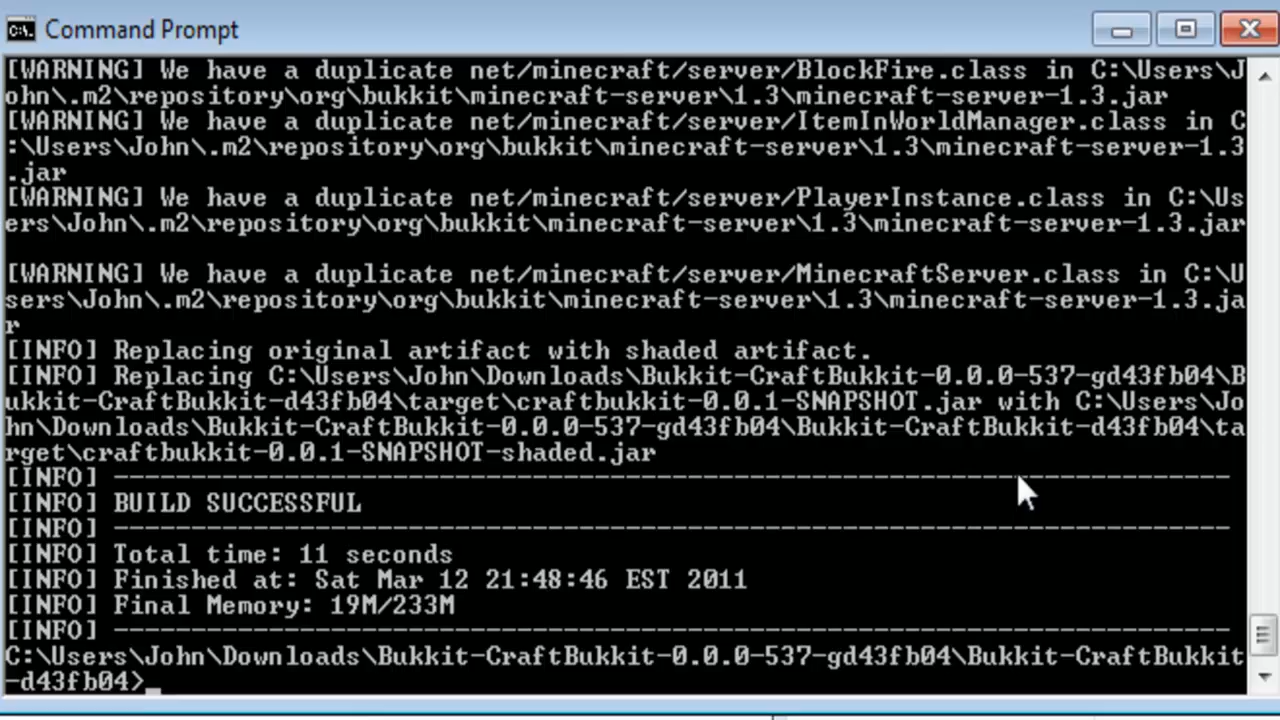 Command Prompt
[WARNING] We have a duplicate net/minecraft/server/BlockFire.class in C:\Users\J
ohn\.m2\repository\org\bukkit\minecraft-server\1.3\minecraft-server-1.3.jar
[WARNING] We have a duplicate net/minecraft/server/ItemInWorldManager.class in C
:\Users\John\.m2\repository\org\bukkit\minecraft-server\1.3\minecraft-server-1.3
.jar
[WARNING] We have a duplicate net/minecraft/server/PlayerInstance.class in C:\Us
ers\John\.m2\repository\org\bukkit\minecraft-server\1.3\minecraft-server-1.3.jar
[WARNING] We have a duplicate net/minecraft/server/MinecraftServer.class in C:\U
sers\John\.m2\repository\org\bukkit\minecraft-server\1.3\minecraft-server-1.3.ja
r
[INFO] Replacing original artifact with shaded artifact.
[INFO] Replacing C:\Users\John\Downloads\Bukkit-CraftBukkit-0.0.0-537-gd43fb04\B
ukkit-CraftBukkit-d43fb04\target\craftbukkit-0.0.1-SNAPSHOT.jar with C:\Users\Jo
hn\Downloads\Bukkit-CraftBukkit-0.0.0-537-gd43fb04\Bukkit-CraftBukkit-d43fb04\ta
rget\craftbukkit-0.0.1-SNAPSHOT-shaded.jar
[INFO] ------------------------------------------------------------------------
[INFO] BUILD SUCCESSFUL
[INFO] ------------------------------------------------------------------------
[INFO] Total time: 11 seconds
[INFO] Finished at: Sat Mar 12 21:48:46 EST 2011
[INFO] Final Memory: 19M/233M
[INFO] ------------------------------------------------------------------------
C:\Users\John\Downloads\Bukkit-CraftBukkit-0.0.0-537-gd43fb04\Bukkit-CraftBukkit
-d43fb04>_